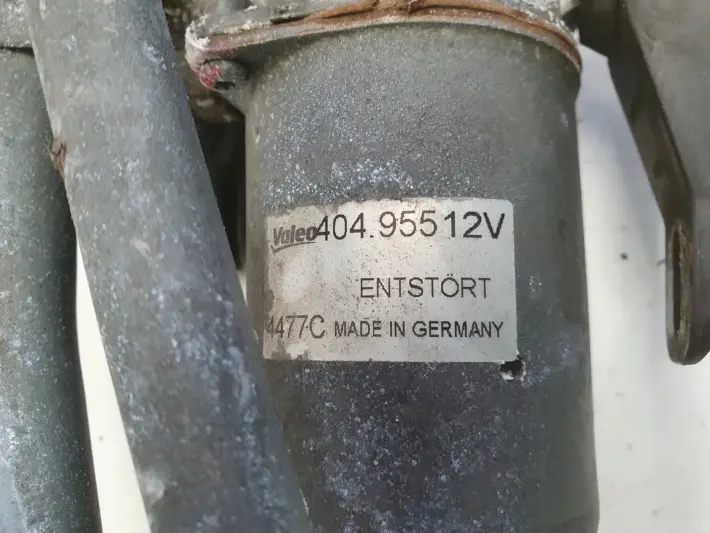 Valeo 404.955 12V
ENTSTÖRT
4477C MADE IN GERMANY